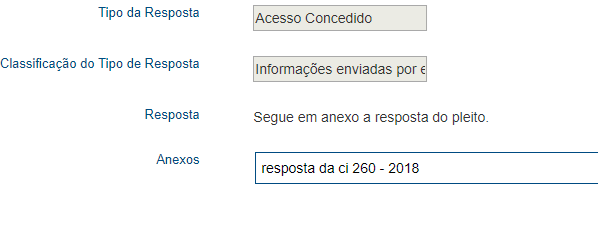 Tipo da Resposta Acesso Concedido
Classificação do Tipo de Resposta Informações enviadas por
Resposta Segue em anexo a resposta do pleito.
Anexos resposta da ci 260 - 2018